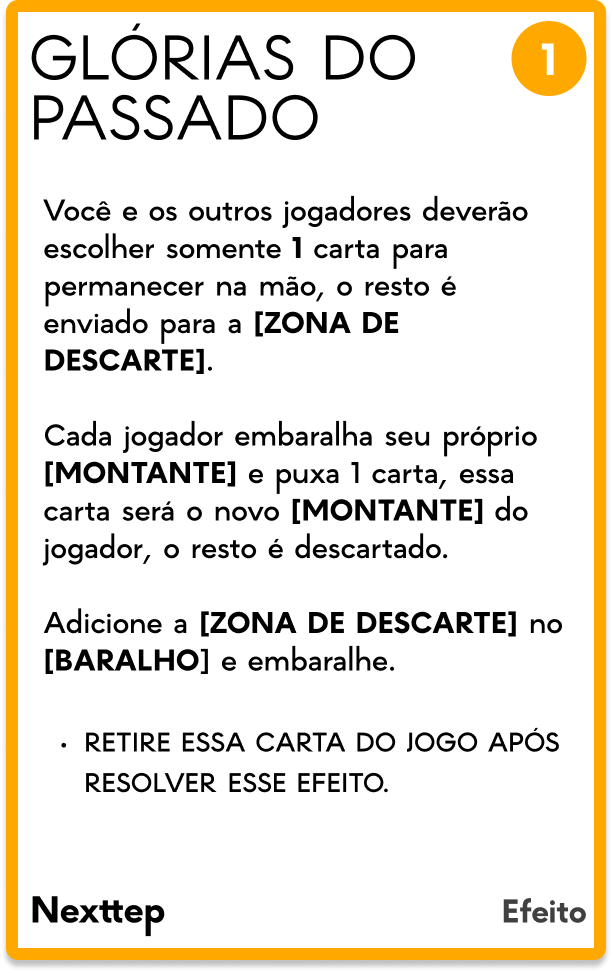 GLÓRIAS DO
PASSADO
1
Você e os outros jogadores deverão
escolher somente 1 carta para
permanecer na mão, o resto é
enviado para a [ZONA DE
DESCARTE].
Cada jogador embaralha seu próprio
[MONTANTE] e puxa 1 carta, essa
carta será o novo [MONTANTE] do
jogador, o resto é descartado.
Adicione a [ZONA DE DESCARTE] no
[BARALHO] e embaralhe.
• RETIRE ESSA CARTA DO JOGO APÓS
RESOLVER ESSE EFEITO.
Nexttep
Efeito